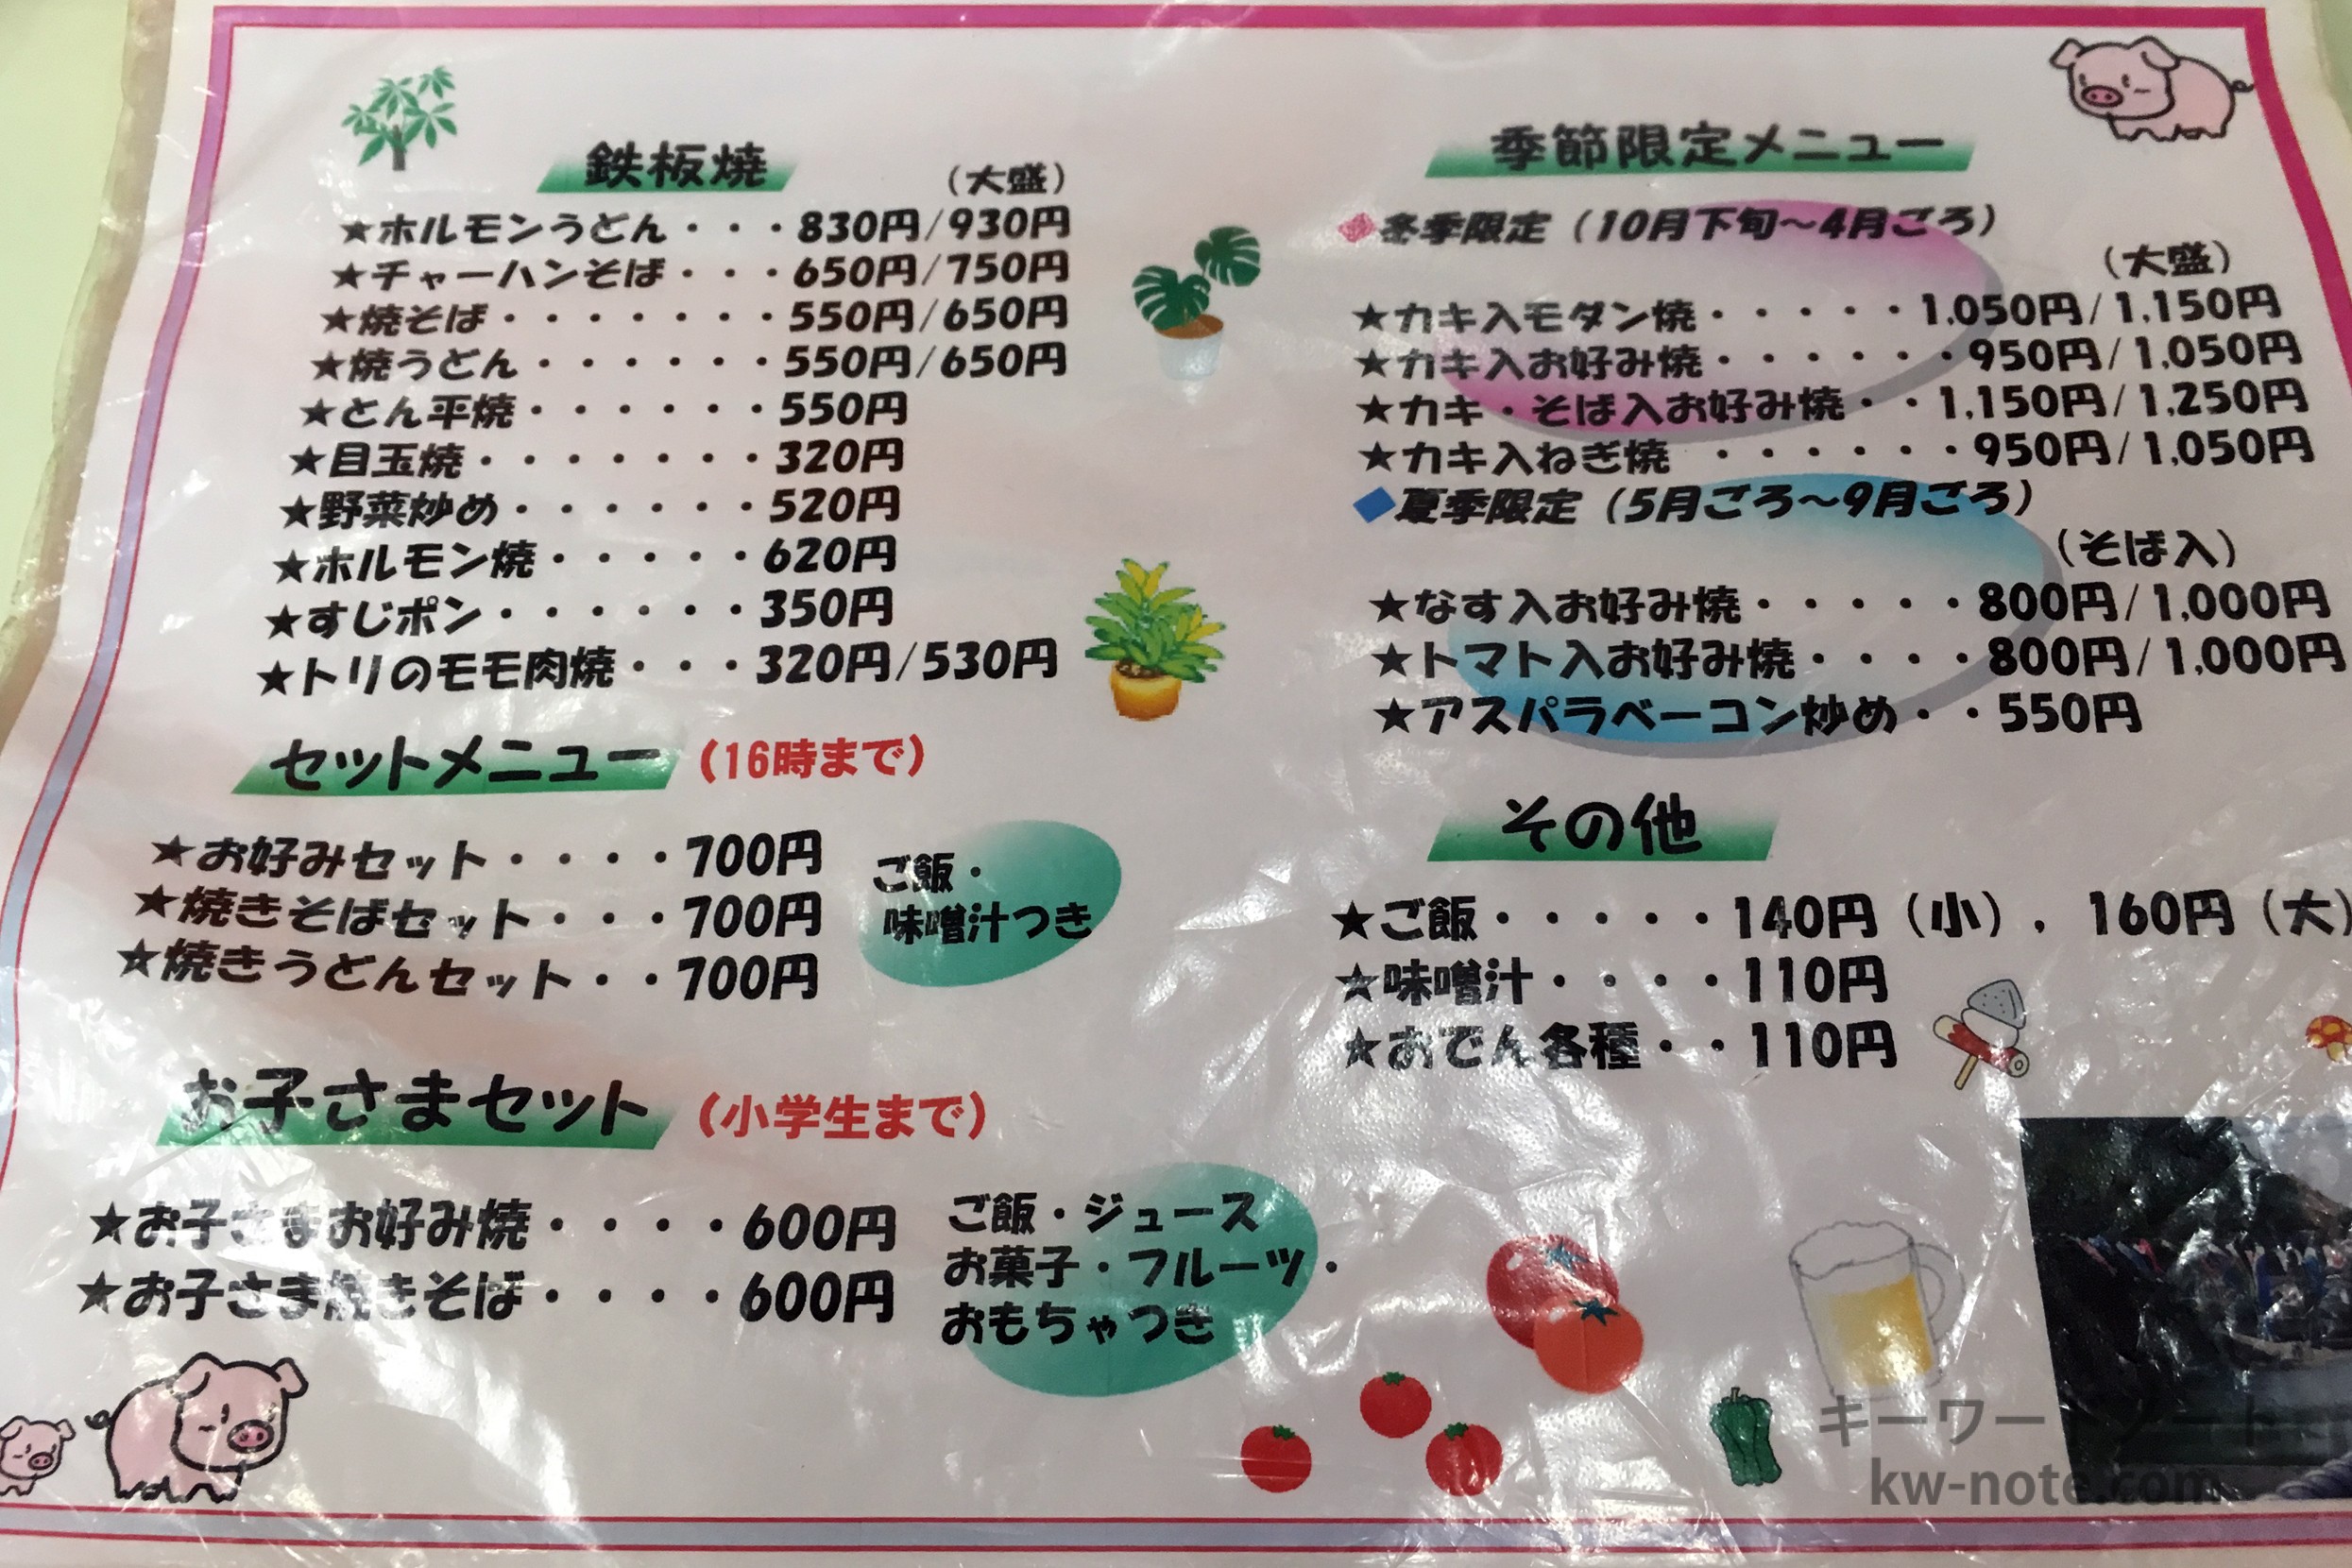 鉄板焼
（大盛）
★ホルモンうどん・・・830円/930円
★チャーハンそば・・・650円/750円
★焼そば・・・・・・・550円/650円
★焼うどん・・・・・・550円/650円
★とん平焼・・・・・・550円
★目玉焼・・・・・・・320円
★野菜炒め・・・・・・520円
★ホルモン焼・・・・・620円
★すじポン・・・・・・350円
★トリのモモ肉焼・・・320円/530円
セットメニュー（16時まで）
★お好みセット・・・・700円
★焼きそばセット・・・700円
★焼きうどんセット・・700円
ご飯・
味噌汁つき
お子さまセット（小学生まで）
★お子さまお好み焼・・・・600円
★お子さま焼きそば・・・・600円
ご飯・ジュース
お菓子・フルーツ・
おもちゃつき
季節限定メニュー
◆冬季限定（10月下旬〜4月ごろ）
（大盛）
★カキ入モダン焼・・・・・1,050円/1,150円
★カキ入お好み焼・・・・・・950円/1,050円
★カキ・そば入お好み焼・・1,150円/1,250円
★カキ入ねぎ焼 ・・・・・・950円/1,050円
◆夏季限定（5月ごろ〜9月ごろ）
（そば入）
★なす入お好み焼・・・・・800円/1,000円
★トマト入お好み焼・・・・800円/1,000円
★アスパラベーコン炒め・・550円
その他
★ご飯・・・・・140円（小）, 160円（大）
★味噌汁・・・・110円
★おでん各種・・110円
キーワードノート
kw-note.com